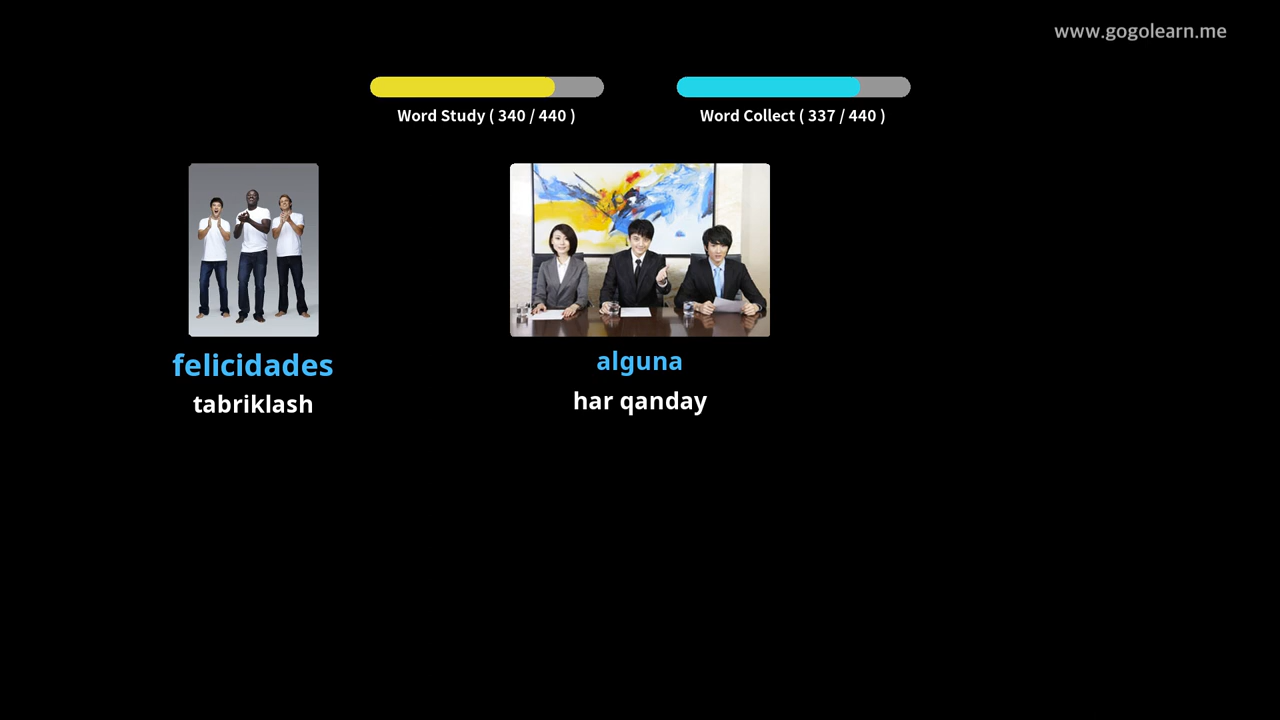 www.gogolearn.me
Word Study ( 340 / 440 )
Word Collect ( 337 / 440 )
felicidades
tabriklash
alguna
har qanday